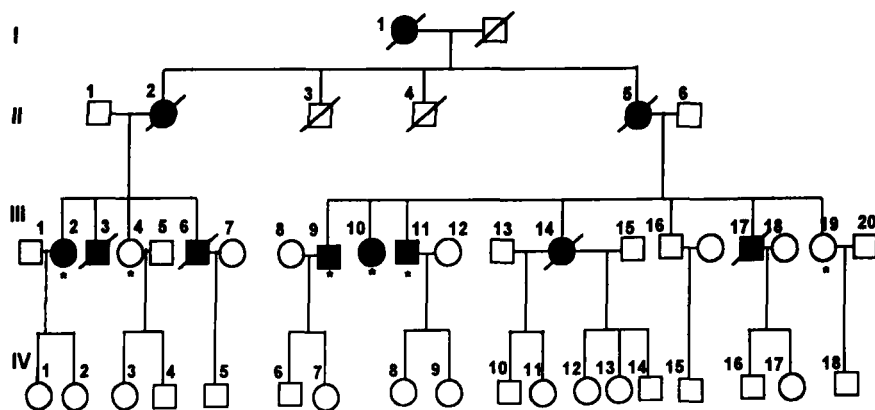 I 1
1 2 3 4 5 6
II
III
1 2 3 4 5 6 7 8 9 10 11 12 13 14 15 16 17 18 19 20
* * * * * *
IV 1 2 3 4 5 6 7 8 9 10 11 12 13 14 15 16 17 18